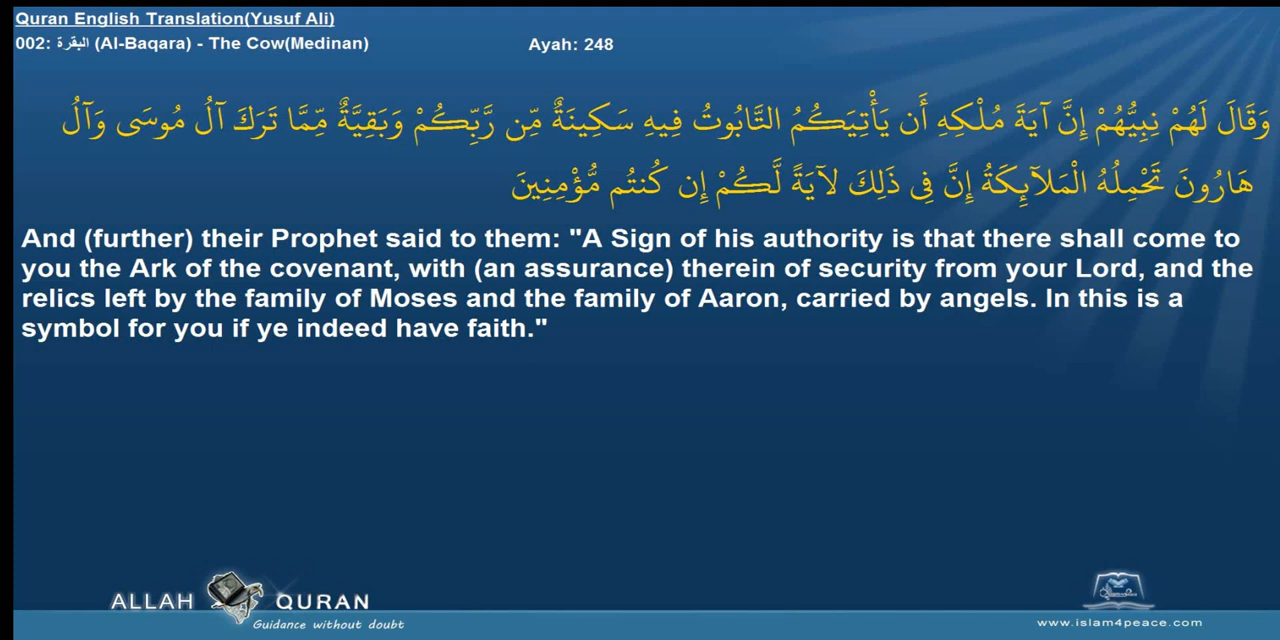 Quran English Translation(Yusuf Ali)
002: البقرة (Al-Baqara) - The Cow(Medinan)
Ayah: 248
وَقَالَ لَهُمْ نِبِيُّهُمْ إِنَّ آيَةَ مُلْكِهِ أَن يَأْتِيَكُمُ التَّابُوتُ فِيهِ سَكِينَةٌ مِّن رَّبِّكُمْ وَبَقِيَّةٌ مِّمَّا تَرَكَ آلُ مُوسَى وَآلُ
هَارُونَ تَحْمِلُهُ الْمَلآئِكَةُ إِنَّ فِي ذَلِكَ لآيَةً لَّكُمْ إِن كُنتُم مُّؤْمِنِينَ
And (further) their Prophet said to them: "A Sign of his authority is that there shall come to
you the Ark of the covenant, with (an assurance) therein of security from your Lord, and the
relics left by the family of Moses and the family of Aaron, carried by angels. In this is a
symbol for you if ye indeed have faith."
ALLAH QURAN
Guidance without doubt
www.islam4peace.com